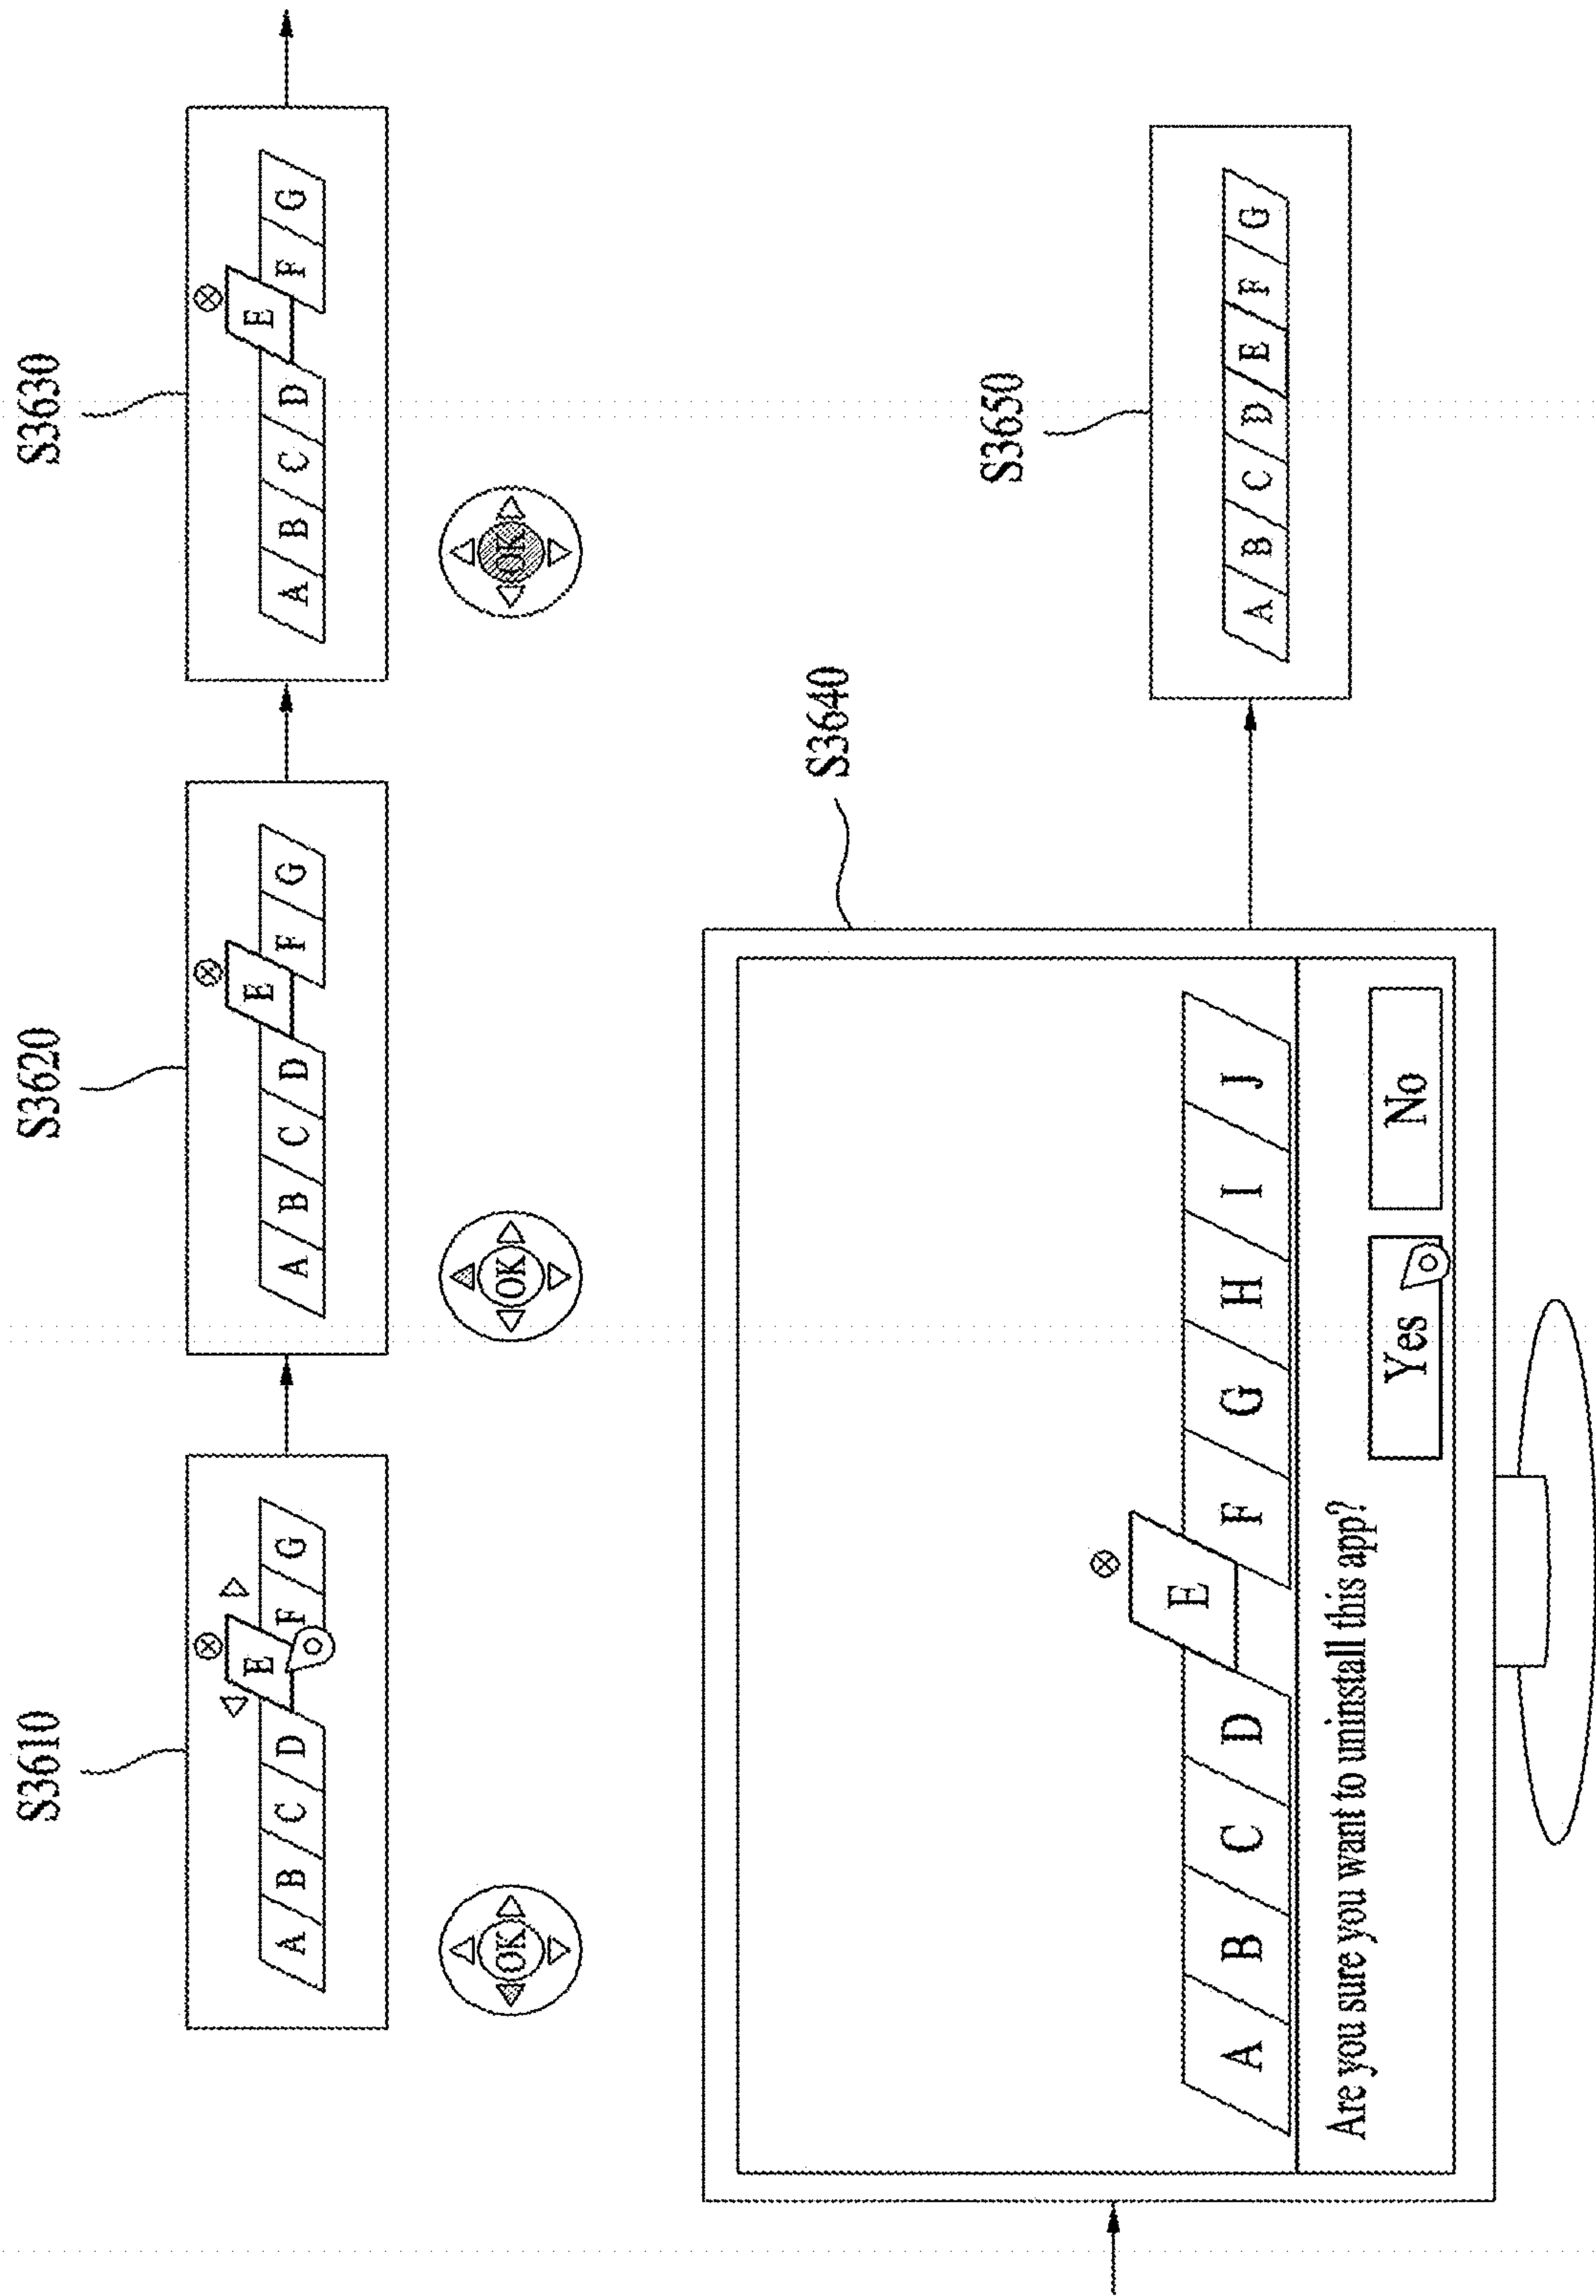 S3610
A B C D E F G
OK
S3620
A B C D E F G
OK
S3630
A B C D E F G
OK
S3640
A B C D E F G H I J
Are you sure you want to uninstall this app?
Yes
No
S3650
A B C D E F G